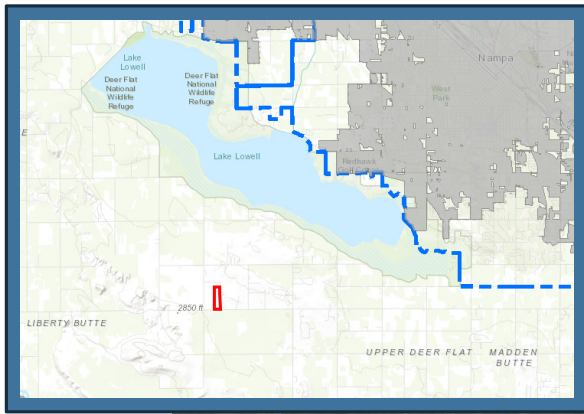 Nampa
Lake
Lowell
Deer Flat
National
Wildlife
Refuge
Deer Flat
National
Wildlife
Refuge
West
Park
Lake Lowell
2850 ft
LIBERTY BUTTE
UPPER DEER FLAT
MADDEN
BUTTE